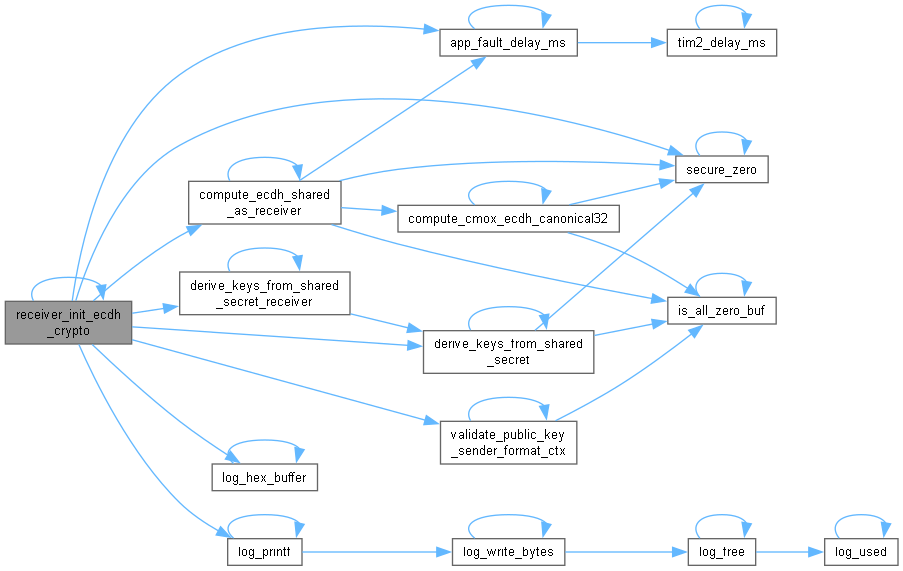 app_fault_delay_ms
tim2_delay_ms
compute_ecdh_shared
_as_receiver
secure_zero
compute_cmox_ecdh_canonical32
derive_keys_from_shared
_secret_receiver
receiver_init_ecdh
_crypto
is_all_zero_buf
derive_keys_from_shared
_secret
validate_public_key
_sender_format_ctx
log_hex_buffer
log_printf
log_write_bytes
log_free
log_used